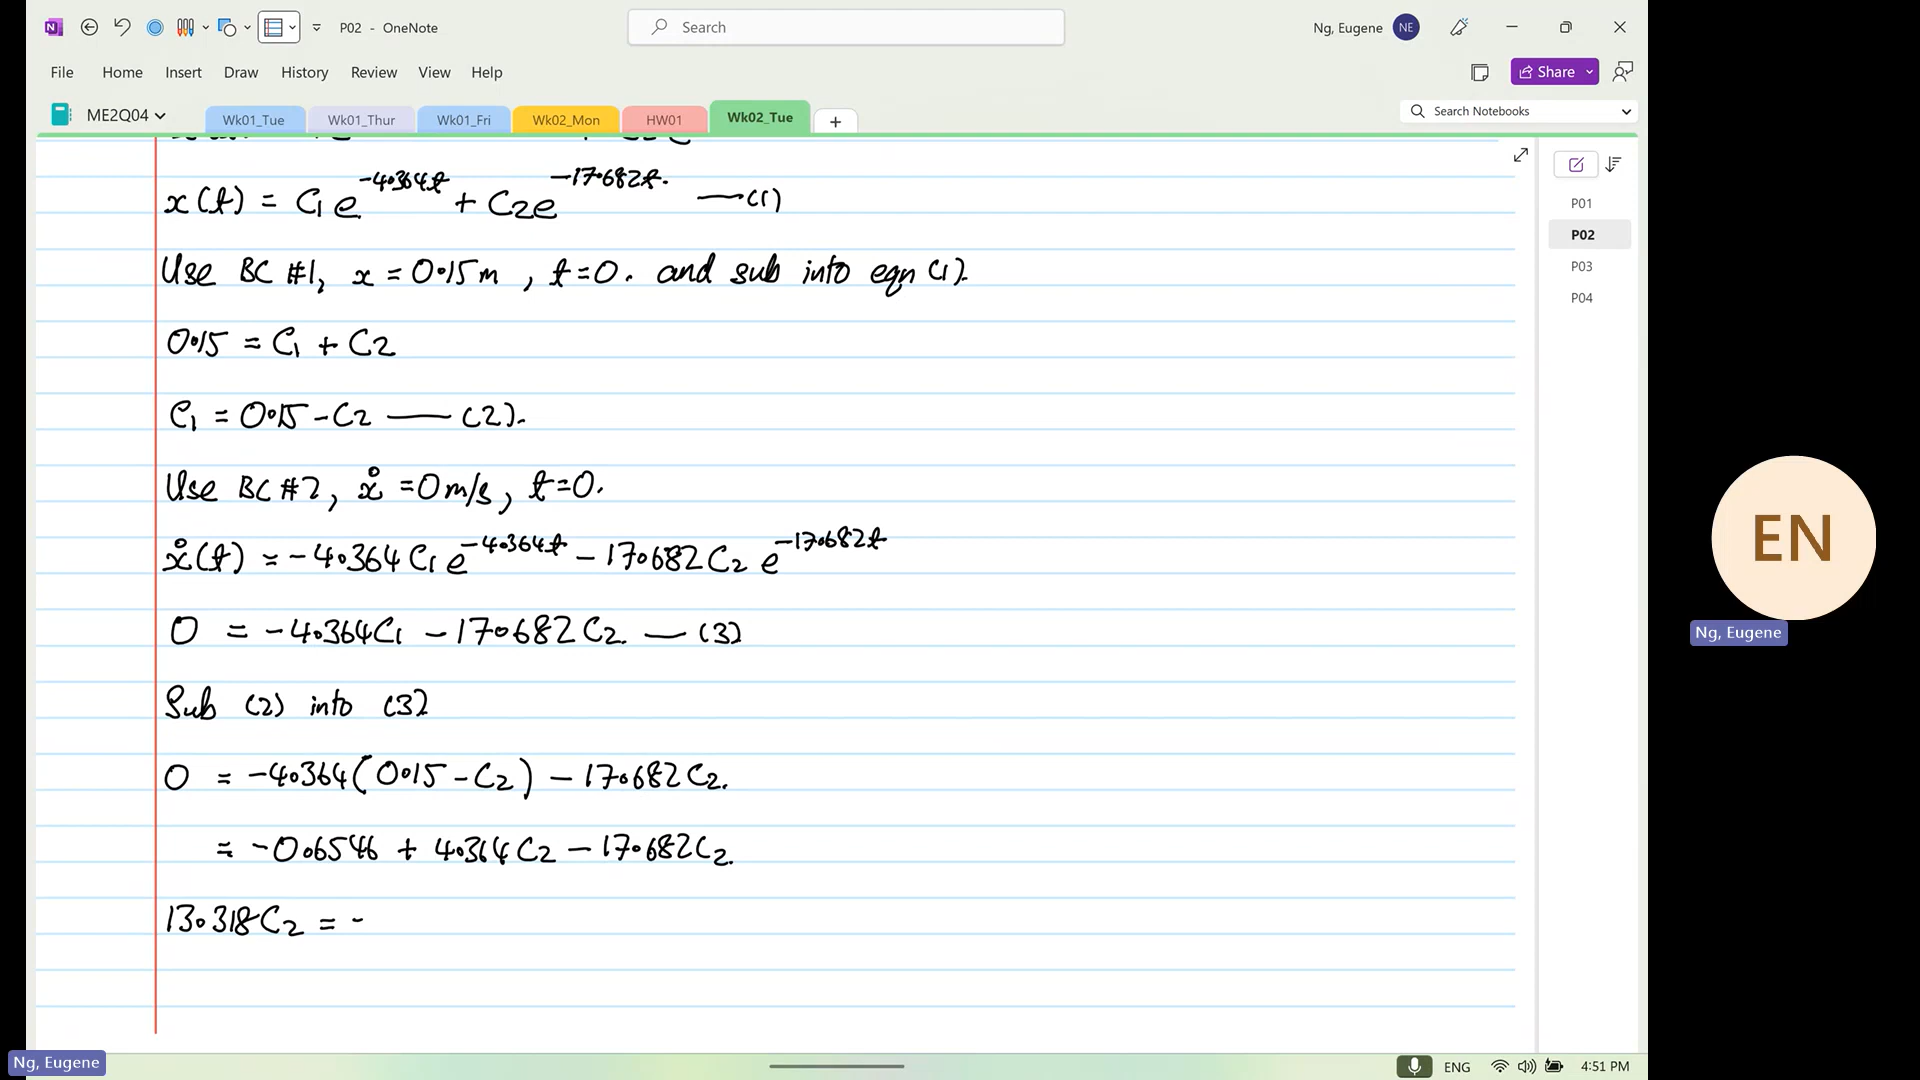 P02 - OneNote
Search
Ng, Eugene
NE
File Home Insert Draw History Review View Help
Share
ME2Q04
Wk01_Tue Wk01_Thur Wk01_Fri Wk02_Mon HW01 Wk02_Tue +
Search Notebooks
P01
P02
P03
P04
x(t) = C₁e^(-4.364t) + C₂e^(-17.682t) —(1)
Use BC #1, x = 0.15m , t=0. and sub into eqn (1).
0.15 = C₁ + C₂
C₁ = 0.15 - C₂ — (2).
Use BC #2, ẋ = 0 m/s, t=0.
ẋ(t) = -4.364 C₁e^(-4.364t) - 17.682 C₂ e^(-17.682t)
0 = -4.364C₁ - 17.682 C₂. — (3)
Sub (2) into (3)
0 = -4.364(0.15 - C₂) - 17.682 C₂.
= -0.6546 + 4.364 C₂ - 17.682 C₂.
13.318 C₂ = -
EN
Ng, Eugene
Ng, Eugene
ENG
4:51 PM